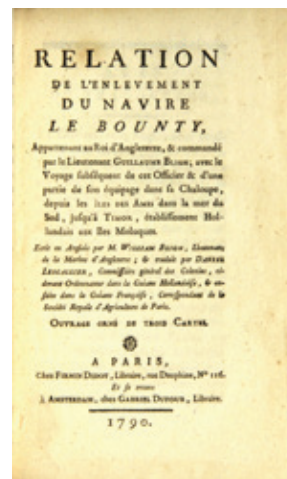 RELATION
DE L'ENLEVEMENT
DU NAVIRE
LE BOUNTY,
Appartenant au Roi d'Angleterre, & commandé
par le Lieutenant GUILLAUME BLIGH; avec le
Voyage subséquent de cet Officier & d'une
partie de son équipage dans sa Chaloupe,
depuis les ILES DES AMIS dans la mer du
Sud, jusqu'à TIMOR, établissement Hol-
landais aux Iles Moluques.
Ecrit en Anglais par M. WILLIAM BLIGH, Lieutenant
de la Marine d'Angleterre; & traduit par DANIEL
LESCALLIER, Commissaire général des Colonies, ci-
devant Ordonnateur dans la Guiane Hollandoise, & en-
suite dans la Guiane Françoise, Correspondant de la
Société Royale d'Agriculture de Paris.
OUVRAGE ORNÉ DE TROIS CARTES.
A PARIS,
Chez FIRMIN DIDOT, Libraire, rue Dauphine, N° 116.
Et se trouve
à AMSTERDAM, chez GABRIEL DUFOUR, Libraire.
1790.